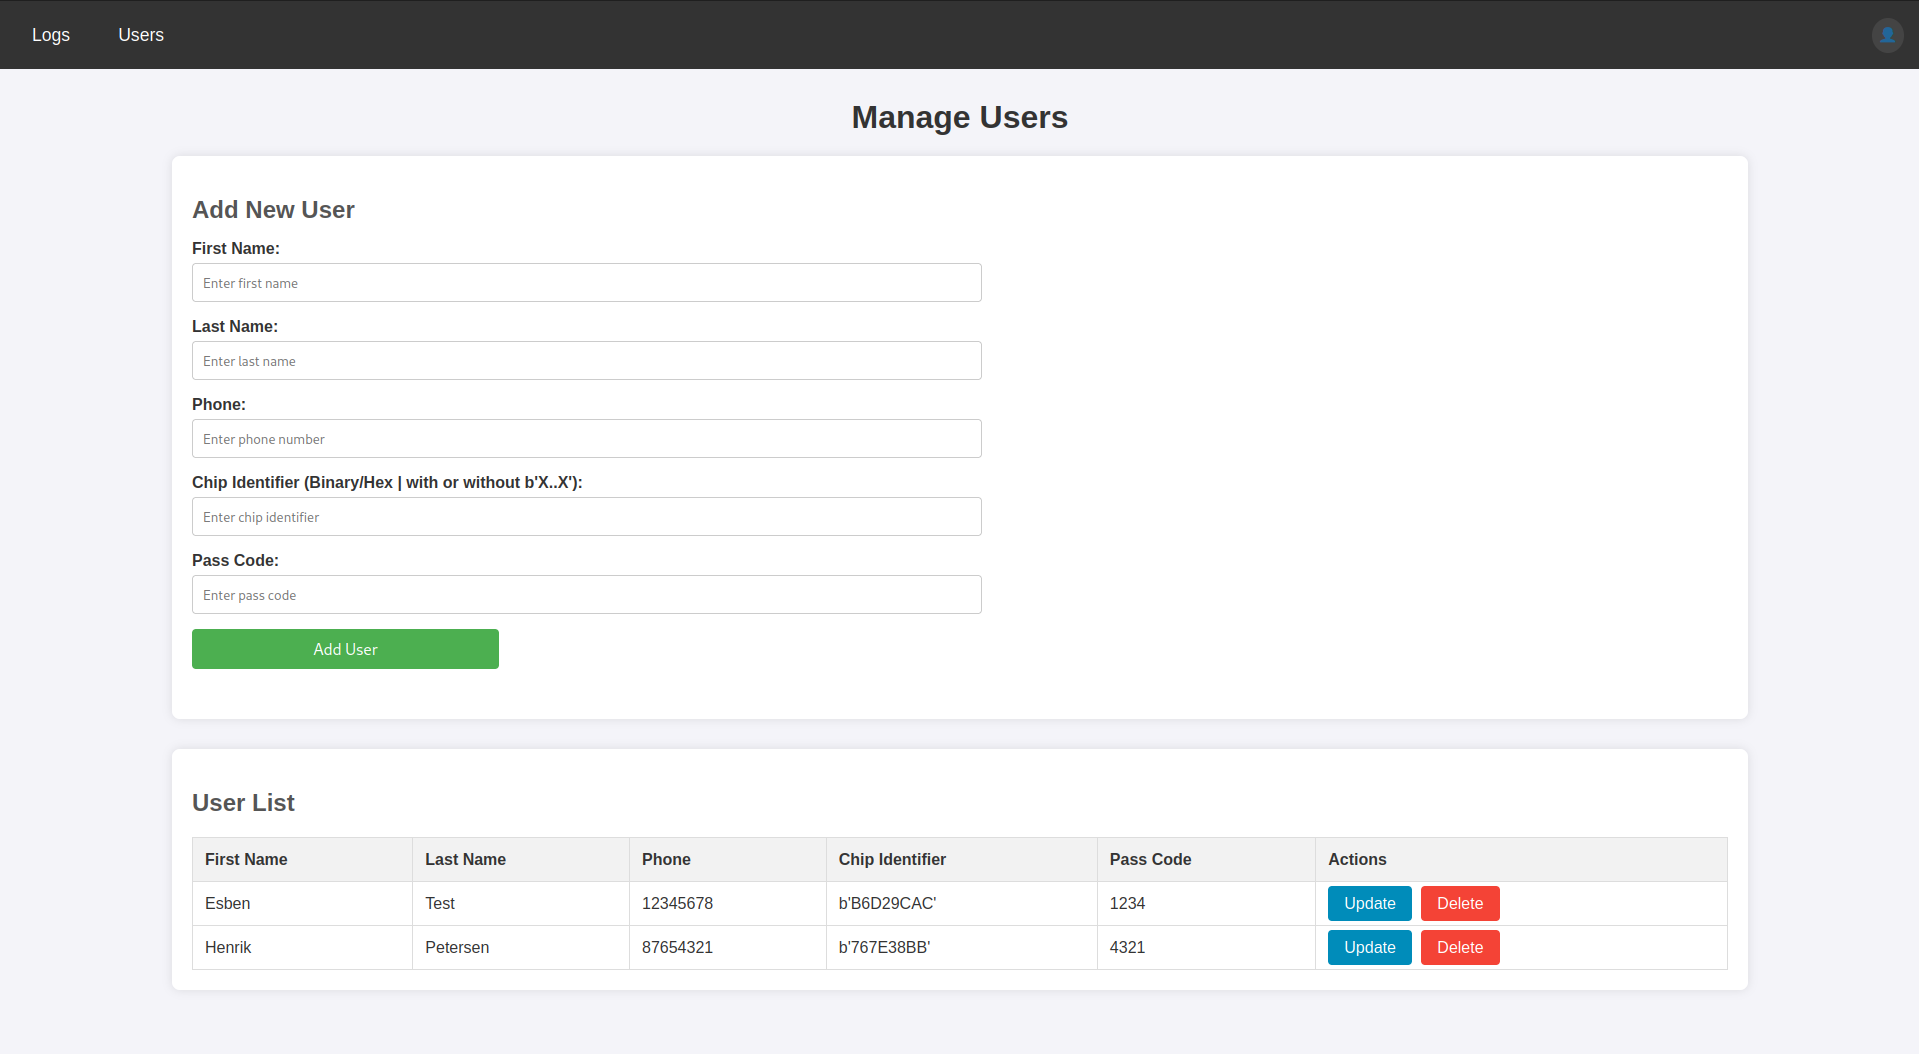 Logs Users
Manage Users
Add New User
First Name:
Enter first name
Last Name:
Enter last name
Phone:
Enter phone number
Chip Identifier (Binary/Hex | with or without b'X..X'):
Enter chip identifier
Pass Code:
Enter pass code
Add User
User List
First Name Last Name Phone Chip Identifier Pass Code Actions
Esben Test 12345678 b'B6D29CAC' 1234 Update Delete
Henrik Petersen 87654321 b'767E38BB' 4321 Update Delete